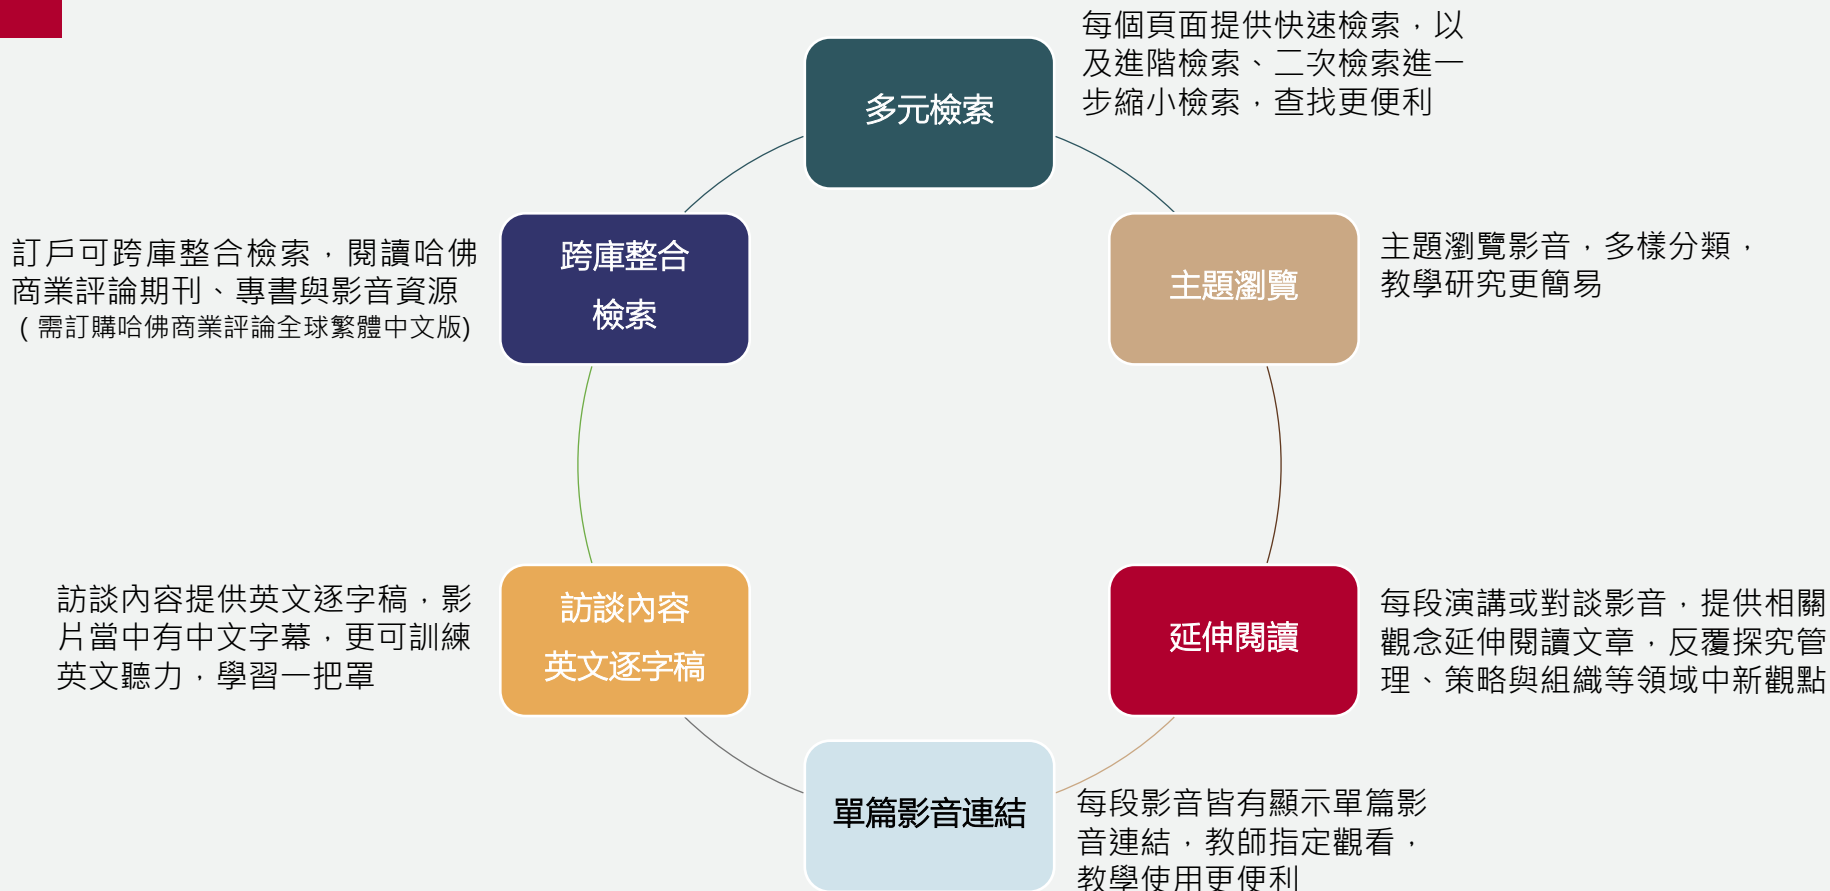 多元檢索
每個頁面提供快速檢索，以
及進階檢索、二次檢索進一
步縮小檢索，查找更便利
主題瀏覽
主題瀏覽影音，多樣分類，
教學研究更簡易
延伸閱讀
每段演講或對談影音，提供相關
觀念延伸閱讀文章，反覆探究管
理、策略與組織等領域中新觀點
單篇影音連結
每段影音皆有顯示單篇影
音連結，教師指定觀看，
教學使用更便利
訪談內容
英文逐字稿
訪談內容提供英文逐字稿，影
片當中有中文字幕，更可訓練
英文聽力，學習一把罩
跨庫整合
檢索
訂戶可跨庫整合檢索，閱讀哈佛
商業評論期刊、專書與影音資源
(需訂購哈佛商業評論全球繁體中文版)